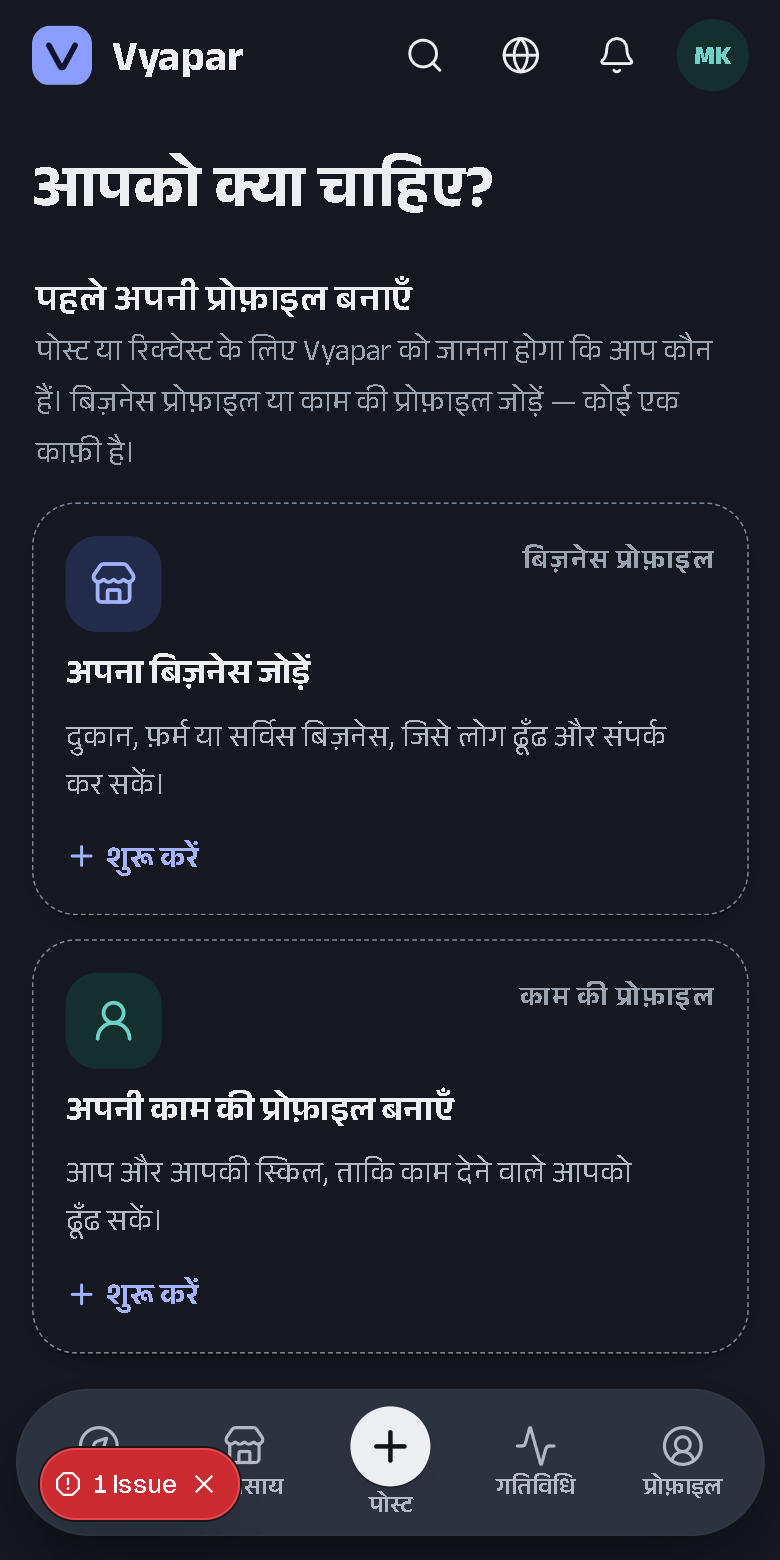 V Vyapar MK
आपको क्या चाहिए?
पहले अपनी प्रोफ़ाइल बनाएँ
पोस्ट या रिक्वेस्ट के लिए Vyapar को जानना होगा कि आप कौन
हैं। बिज़नेस प्रोफ़ाइल या काम की प्रोफ़ाइल जोड़ें — कोई एक
काफ़ी है।
बिज़नेस प्रोफ़ाइल
अपना बिज़नेस जोड़ें
दुकान, फ़र्म या सर्विस बिज़नेस, जिसे लोग ढूँढ और संपर्क
कर सकें।
+ शुरू करें
काम की प्रोफ़ाइल
अपनी काम की प्रोफ़ाइल बनाएँ
आप और आपकी स्किल, ताकि काम देने वाले आपको
ढूँढ सकें।
+ शुरू करें
1 Issue
पोस्ट
गतिविधि
प्रोफ़ाइल